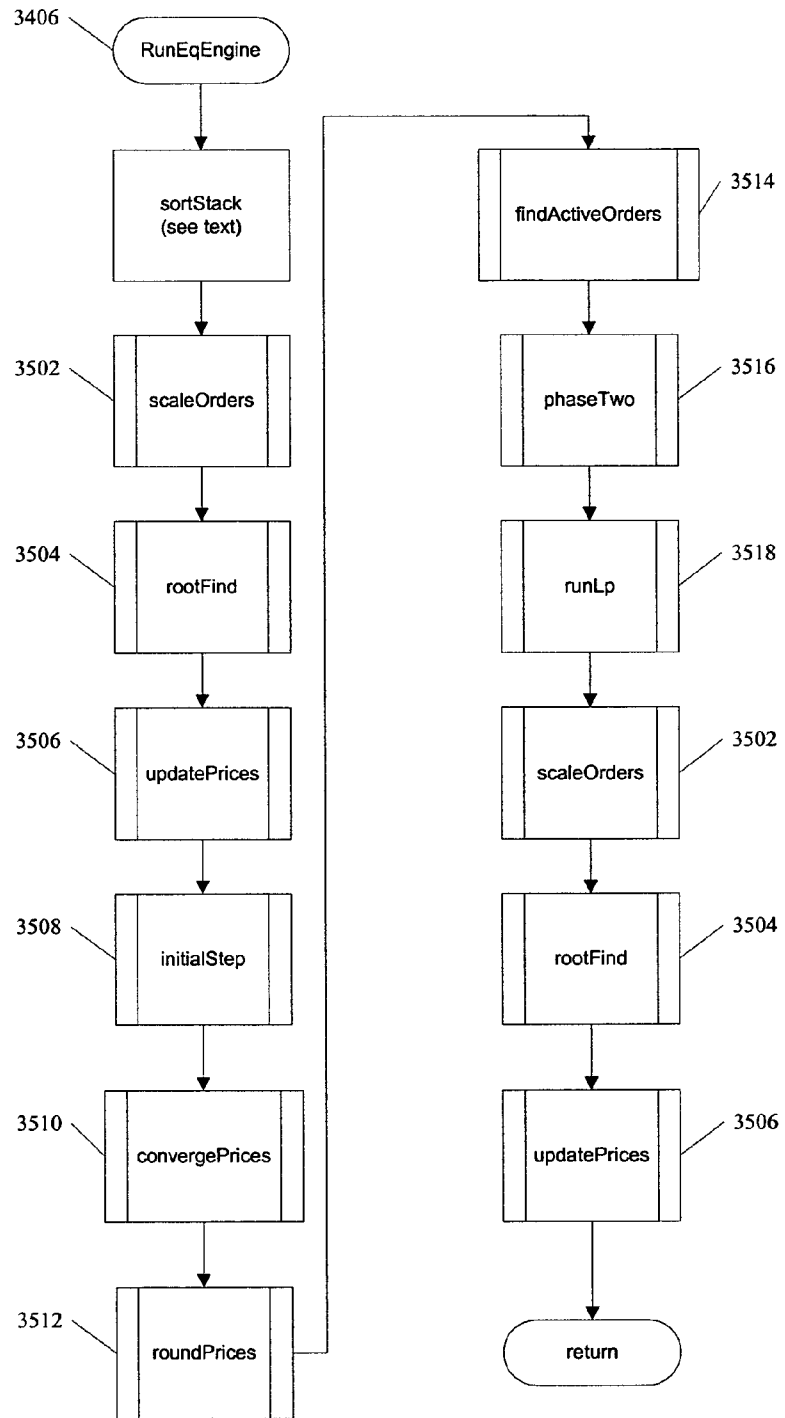 3406
RunEqEngine
sortStack
(see text)
3502
scaleOrders
3504
rootFind
3506
updatePrices
3508
initialStep
3510
convergePrices
3512
roundPrices
findActiveOrders
3514
phaseTwo
3516
runLp
3518
scaleOrders
3502
rootFind
3504
updatePrices
3506
return